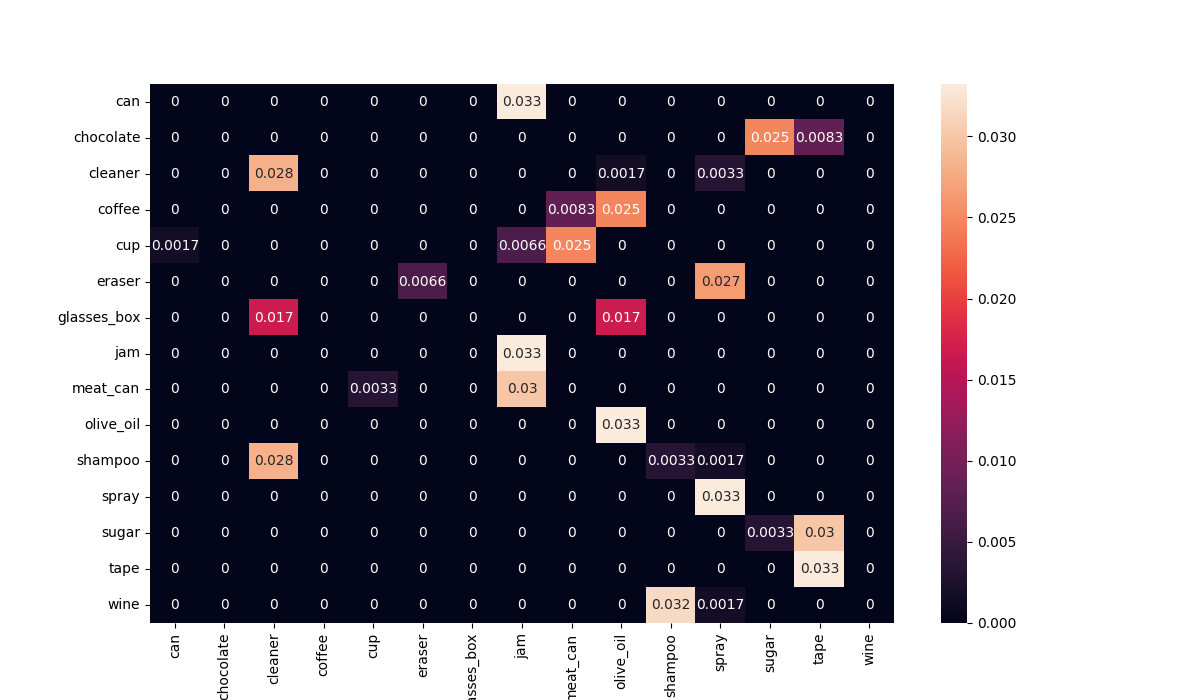 can 0 0 0 0 0 0 0 0.033 0 0 0 0 0 0 0
chocolate 0 0 0 0 0 0 0 0 0 0 0 0 0.025 0.0083 0
cleaner 0 0 0.028 0 0 0 0 0 0 0.0017 0 0.0033 0 0 0
coffee 0 0 0 0 0 0 0 0 0.0083 0.025 0 0 0 0 0
cup 0.0017 0 0 0 0 0 0 0.0066 0.025 0 0 0 0 0 0
eraser 0 0 0 0 0 0.0066 0 0 0 0 0 0.027 0 0 0
glasses_box 0 0 0.017 0 0 0 0 0 0 0.017 0 0 0 0 0
jam 0 0 0 0 0 0 0 0.033 0 0 0 0 0 0 0
meat_can 0 0 0 0 0.0033 0 0 0.03 0 0 0 0 0 0 0
olive_oil 0 0 0 0 0 0 0 0 0 0.033 0 0 0 0 0
shampoo 0 0 0.028 0 0 0 0 0 0 0 0.0033 0.0017 0 0 0
spray 0 0 0 0 0 0 0 0 0 0 0 0.033 0 0 0
sugar 0 0 0 0 0 0 0 0 0 0 0 0 0.0033 0.03 0
tape 0 0 0 0 0 0 0 0 0 0 0 0 0 0.033 0
wine 0 0 0 0 0 0 0 0 0 0 0.032 0.0017 0 0 0
can chocolate cleaner coffee cup eraser asses_box jam meat_can olive_oil shampoo spray sugar tape wine
0.030
0.025
0.020
0.015
0.010
0.005
0.000